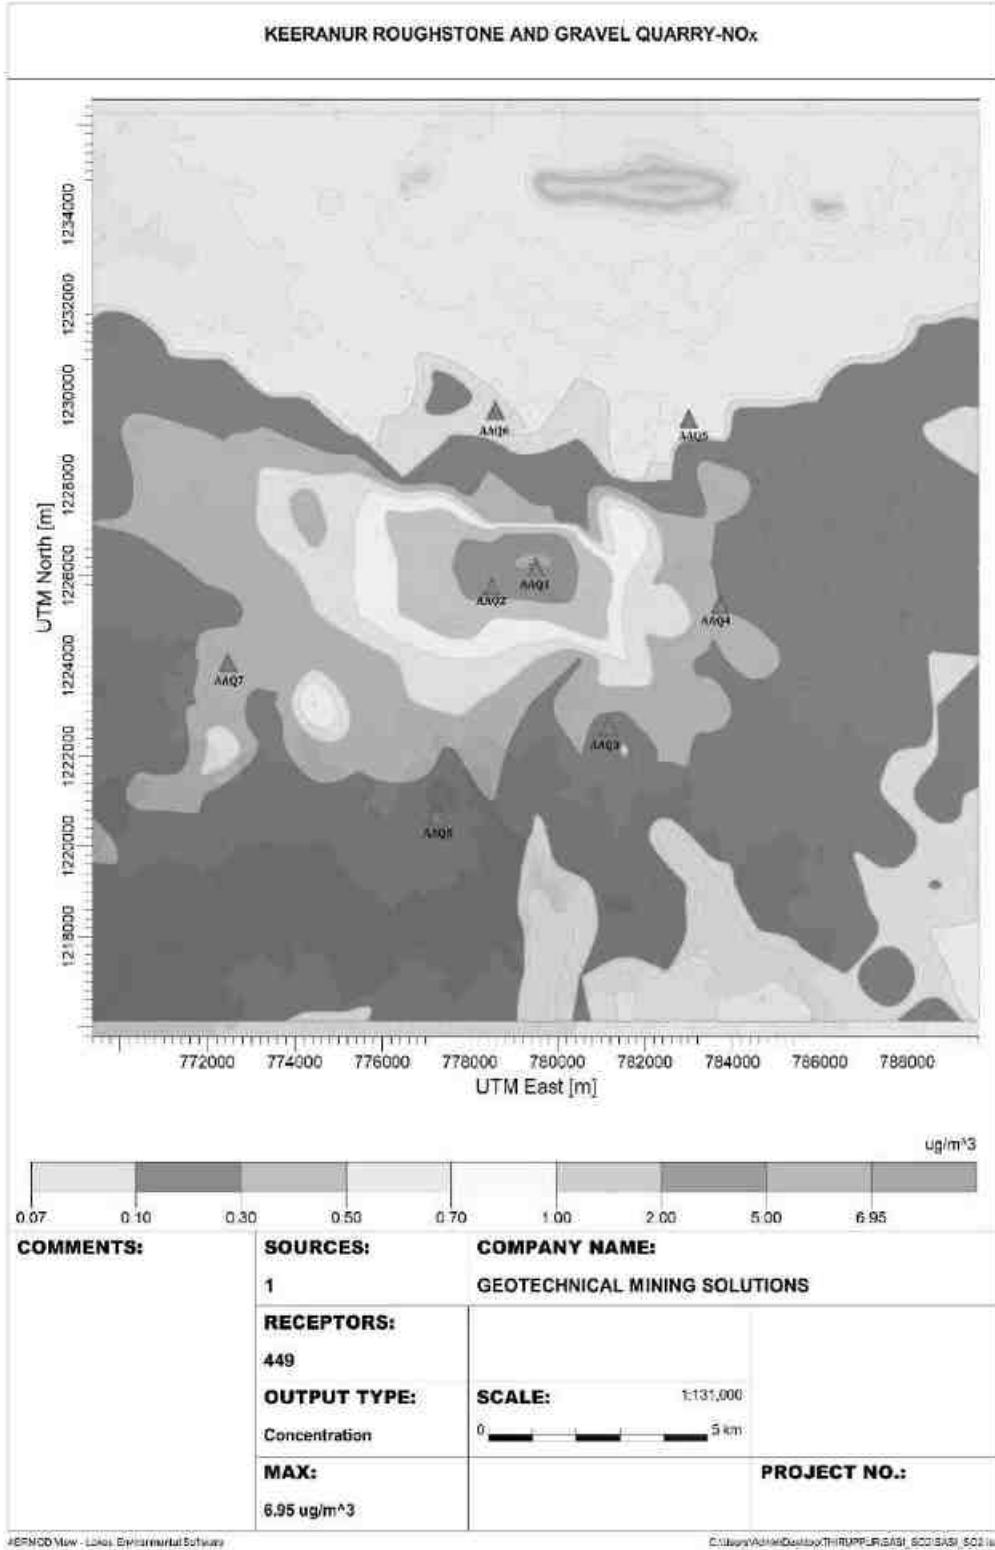 KEERANUR ROUGHSTONE AND GRAVEL QUARRY-NOx
1234000
1232000
1230000
1228000
1226000
1224000
1222000
1220000
1218000
UTM North [m]
AAQ6
AAQ5
AAQ1
AAQ2
AAQ4
AAQ7
AAQ3
772000 774000 776000 778000 780000 782000 784000 786000 788000
UTM East [m]
ug/m^3
0.07 0.10 0.30 0.50 0.70 1.00 2.00 5.00 6.95
COMMENTS:
SOURCES:
1
COMPANY NAME:
GEOTECHNICAL MINING SOLUTIONS
RECEPTORS:
449
OUTPUT TYPE:
Concentration
SCALE: 1:131,000
0 5 km
MAX:
6.95 ug/m^3
PROJECT NO.:
AERMOD View - Lakes Environmental Software